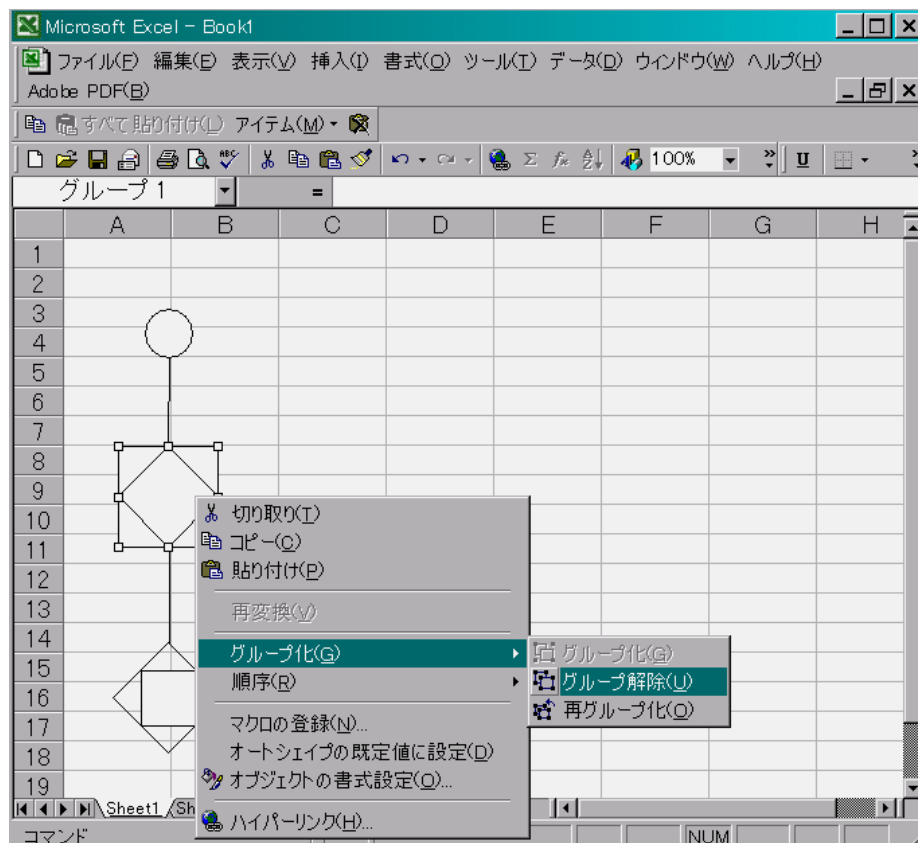 Microsoft Excel - Book1
ファイル(F) 編集(E) 表示(V) 挿入(I) 書式(O) ツール(T) データ(D) ウィンドウ(W) ヘルプ(H)
Adobe PDF(B)
すべて貼り付け(L) アイテム(M)
100% U
グループ 1 =
A B C D E F G H
1
2
3
4
5
6
7
8
9
10
11
12
13
14
15
16
17
18
19
切り取り(T)
コピー(C)
貼り付け(P)
再変換(V)
グループ化(G)
順序(R)
マクロの登録(N)...
オートシェイプの既定値に設定(D)
オブジェクトの書式設定(O)...
ハイパーリンク(H)...
グループ化(G)
グループ解除(U)
再グループ化(O)
Sheet1 Sh
コマンド NUM